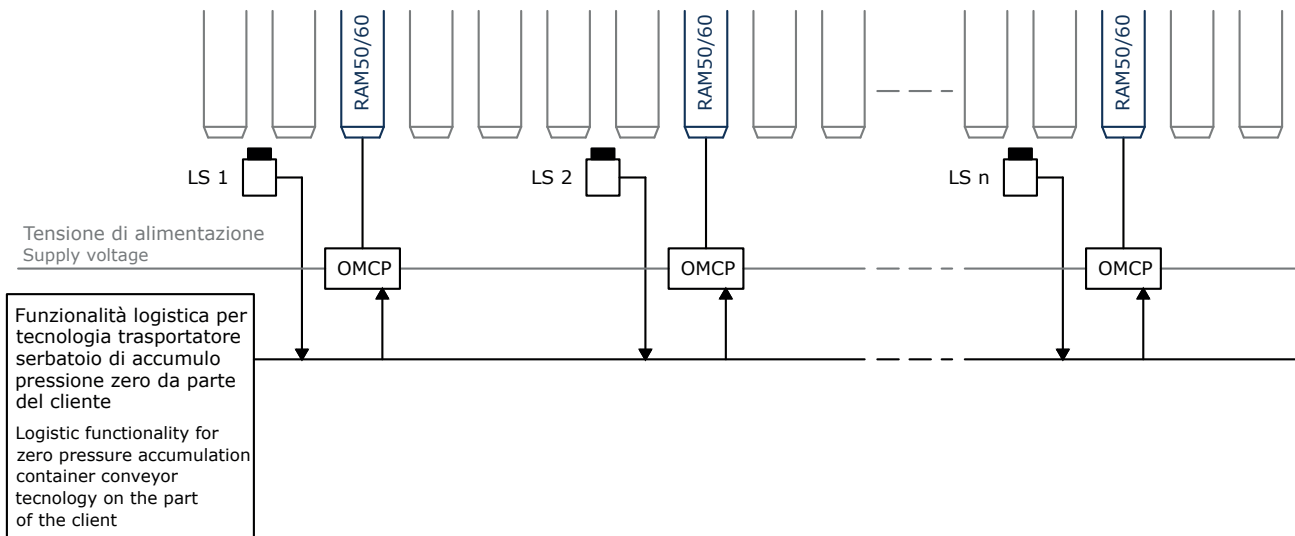 RAM50/60
RAM50/60
RAM50/60
LS 1
LS 2
LS n
Tensione di alimentazione
Supply voltage
OMCP
OMCP
OMCP
Funzionalità logistica per
tecnologia trasportatore
serbatoio di accumulo
pressione zero da parte
del cliente
Logistic functionality for
zero pressure accumulation
container conveyor
tecnology on the part
of the client